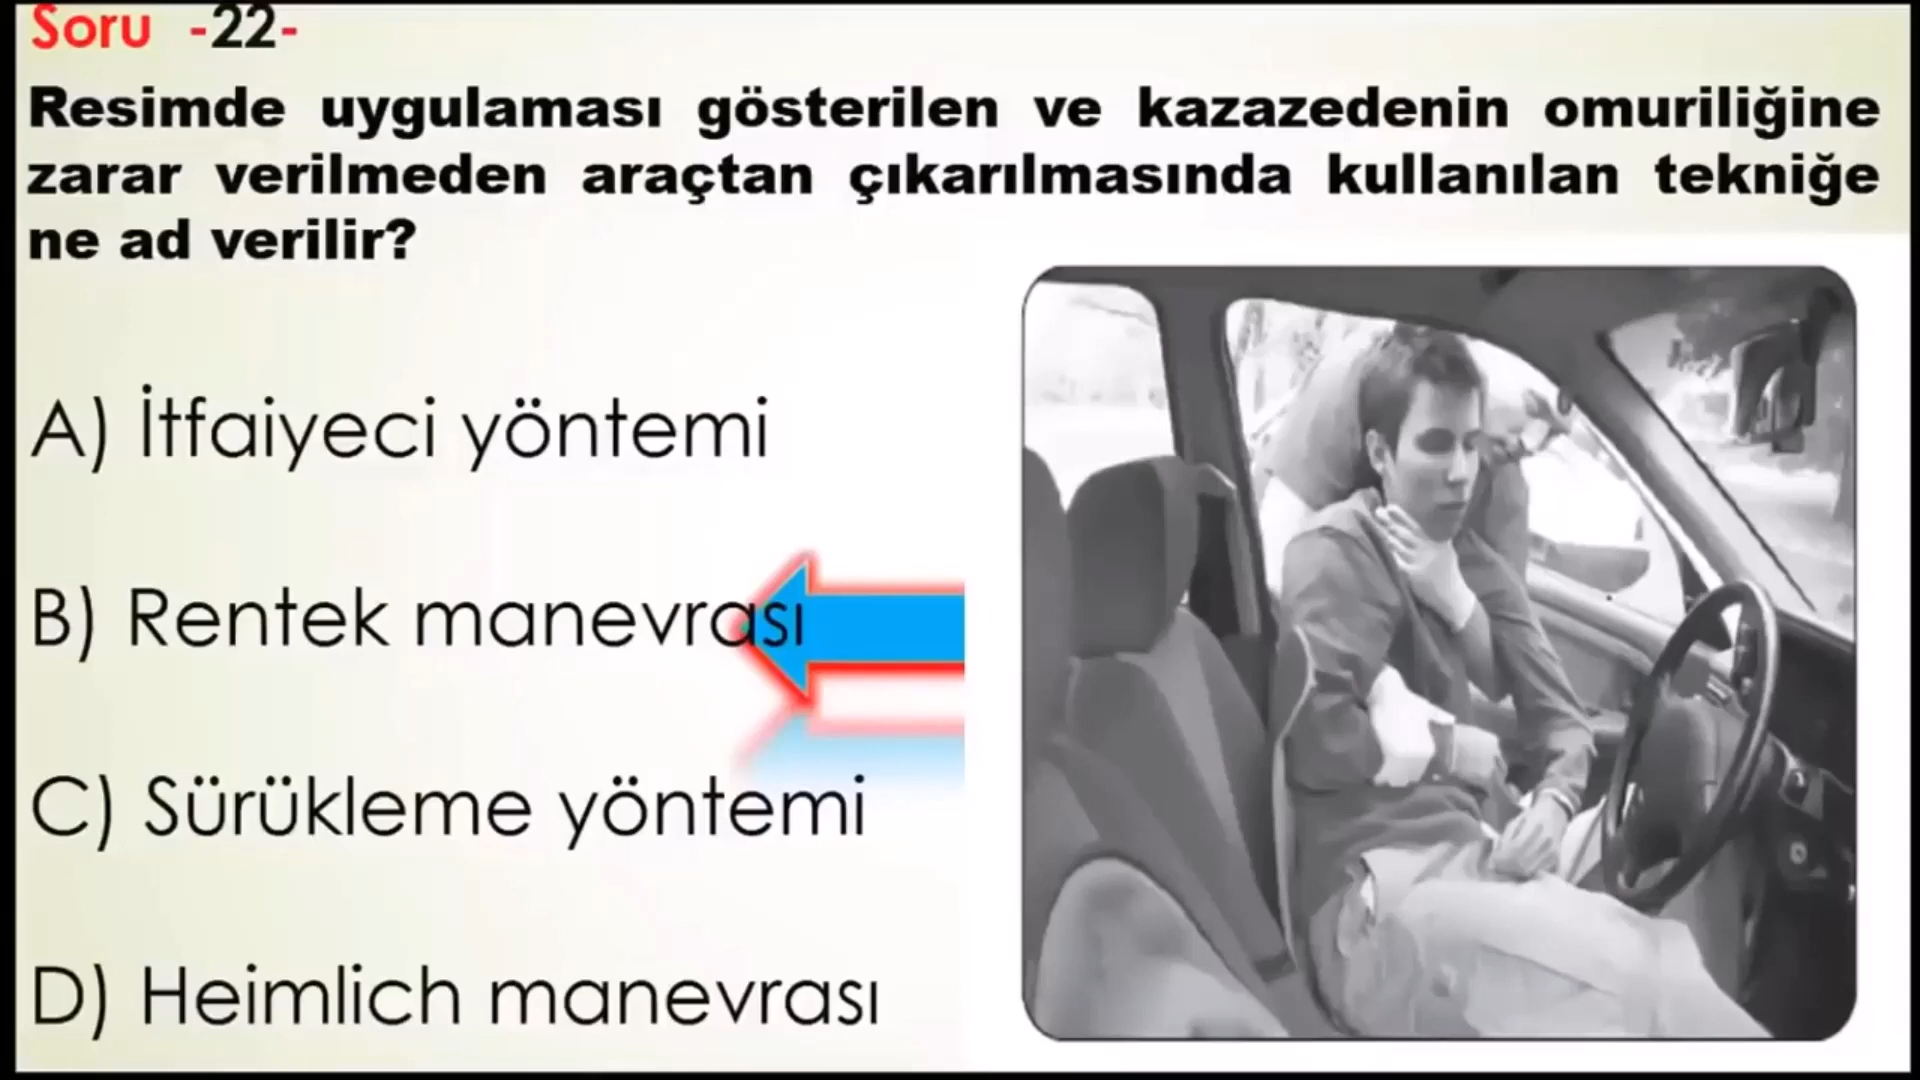 Soru -22-
Resimde uygulaması gösterilen ve kazazedenin omuriliğine
zarar verilmeden araçtan çıkarılmasında kullanılan tekniğe
ne ad verilir?
A) İtfaiyeci yöntemi
B) Rentek manevrası
C) Sürükleme yöntemi
D) Heimlich manevrası